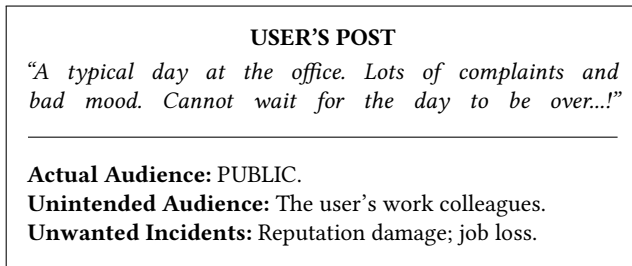 USER'S POST
“A typical day at the office. Lots of complaints and
bad mood. Cannot wait for the day to be over...!”
Actual Audience: PUBLIC.
Unintended Audience: The user's work colleagues.
Unwanted Incidents: Reputation damage; job loss.